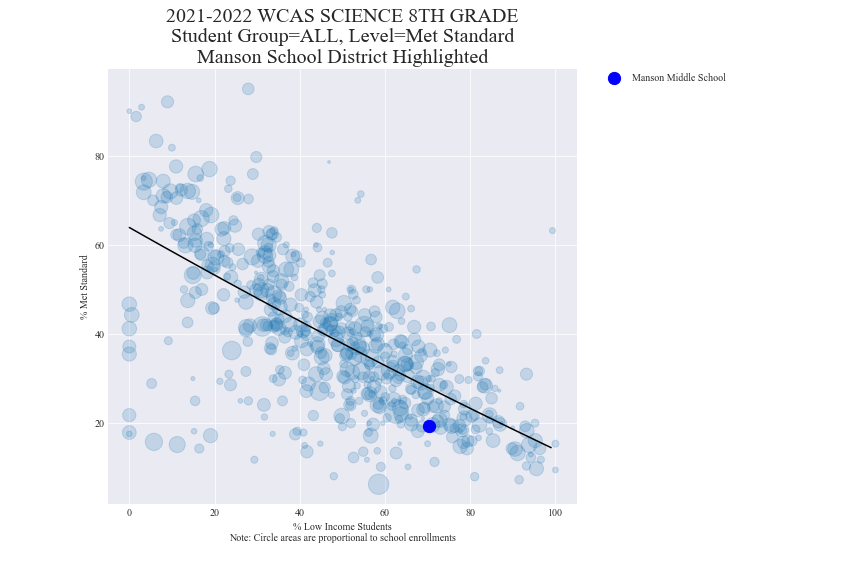 2021-2022 WCAS SCIENCE 8TH GRADE
Student Group=ALL, Level=Met Standard
Manson School District Highlighted
Manson Middle School
% Met Standard
80
60
40
20
0 20 40 60 80 100
% Low Income Students
Note: Circle areas are proportional to school enrollments